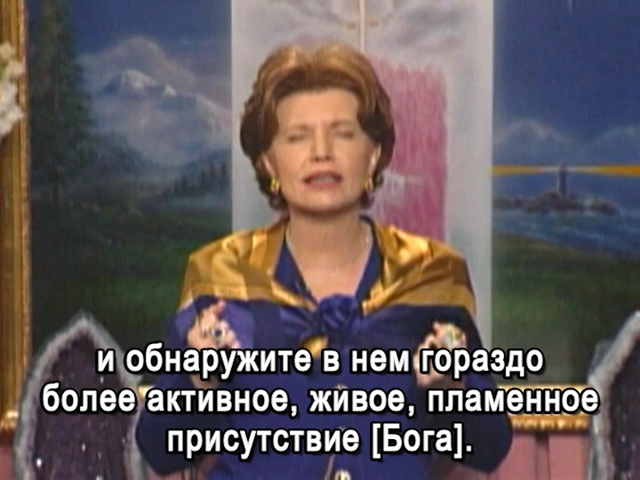 и обнаружите в нем гораздо
более активное, живое, пламенное
присутствие [Бога].